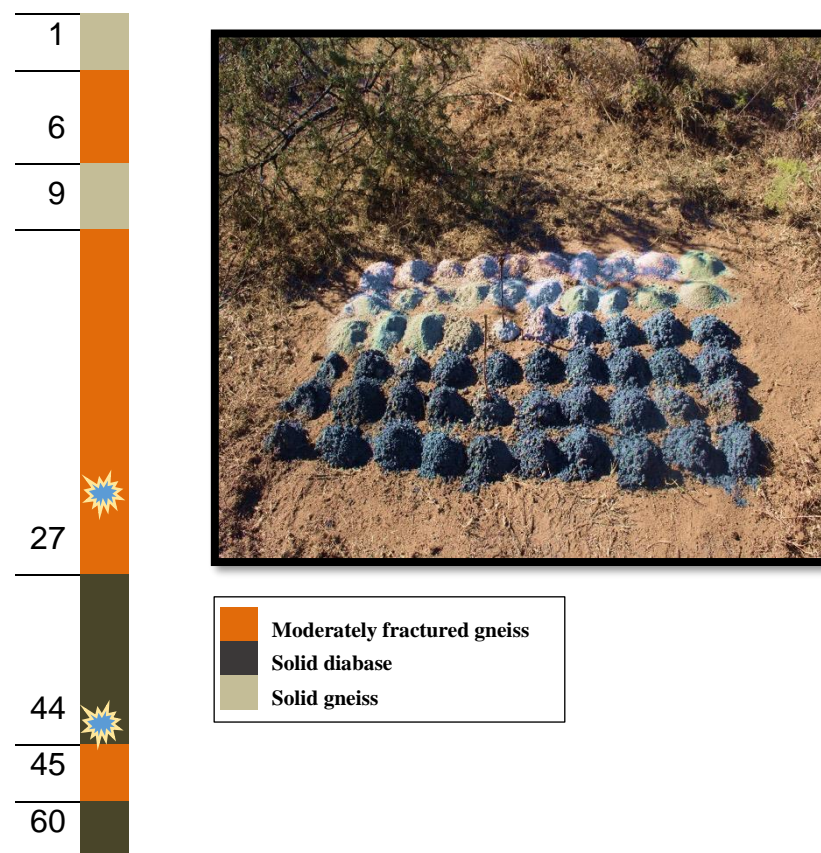 1
6
9
27
44
45
60
Moderately fractured gneiss
Solid diabase
Solid gneiss